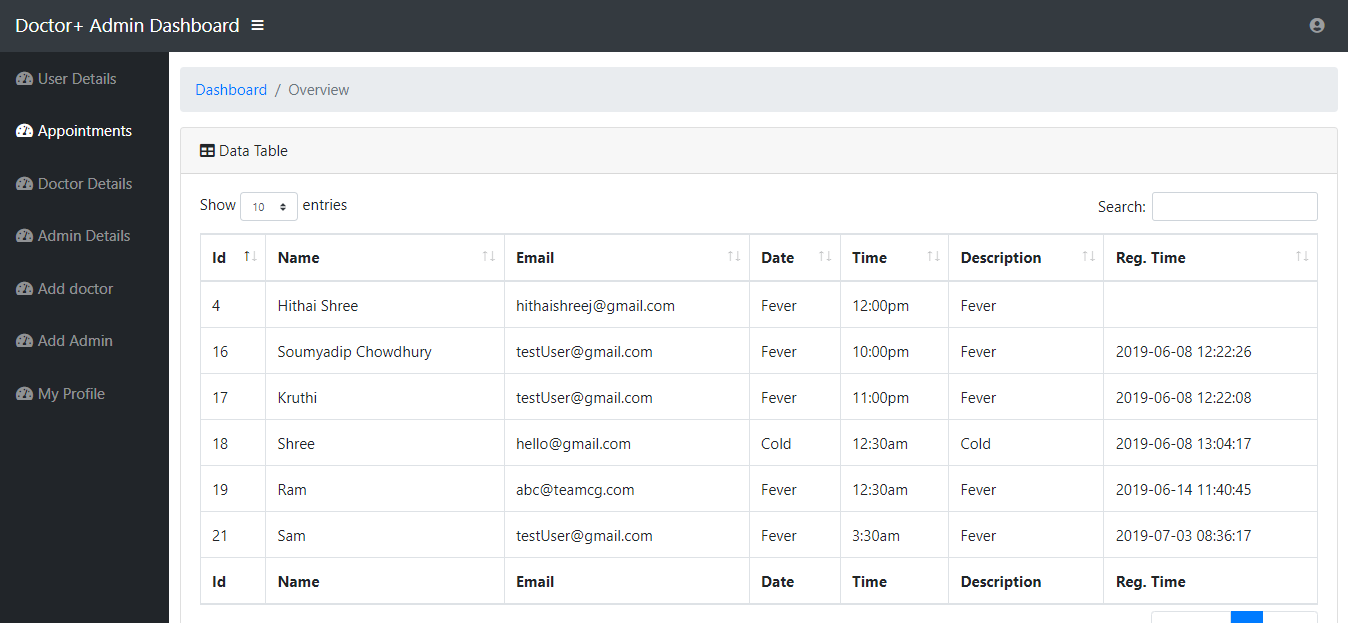 Doctor+ Admin Dashboard
User Details
Appointments
Doctor Details
Admin Details
Add doctor
Add Admin
My Profile
Dashboard / Overview
Data Table
Show 10 entries
Search:
Id Name Email Date Time Description Reg. Time
4 Hithai Shree hithaishreej@gmail.com Fever 12:00pm Fever
16 Soumyadip Chowdhury testUser@gmail.com Fever 10:00pm Fever 2019-06-08 12:22:26
17 Kruthi testUser@gmail.com Fever 11:00pm Fever 2019-06-08 12:22:08
18 Shree hello@gmail.com Cold 12:30am Cold 2019-06-08 13:04:17
19 Ram abc@teamcg.com Fever 12:30am Fever 2019-06-14 11:40:45
21 Sam testUser@gmail.com Fever 3:30am Fever 2019-07-03 08:36:17
Id Name Email Date Time Description Reg. Time